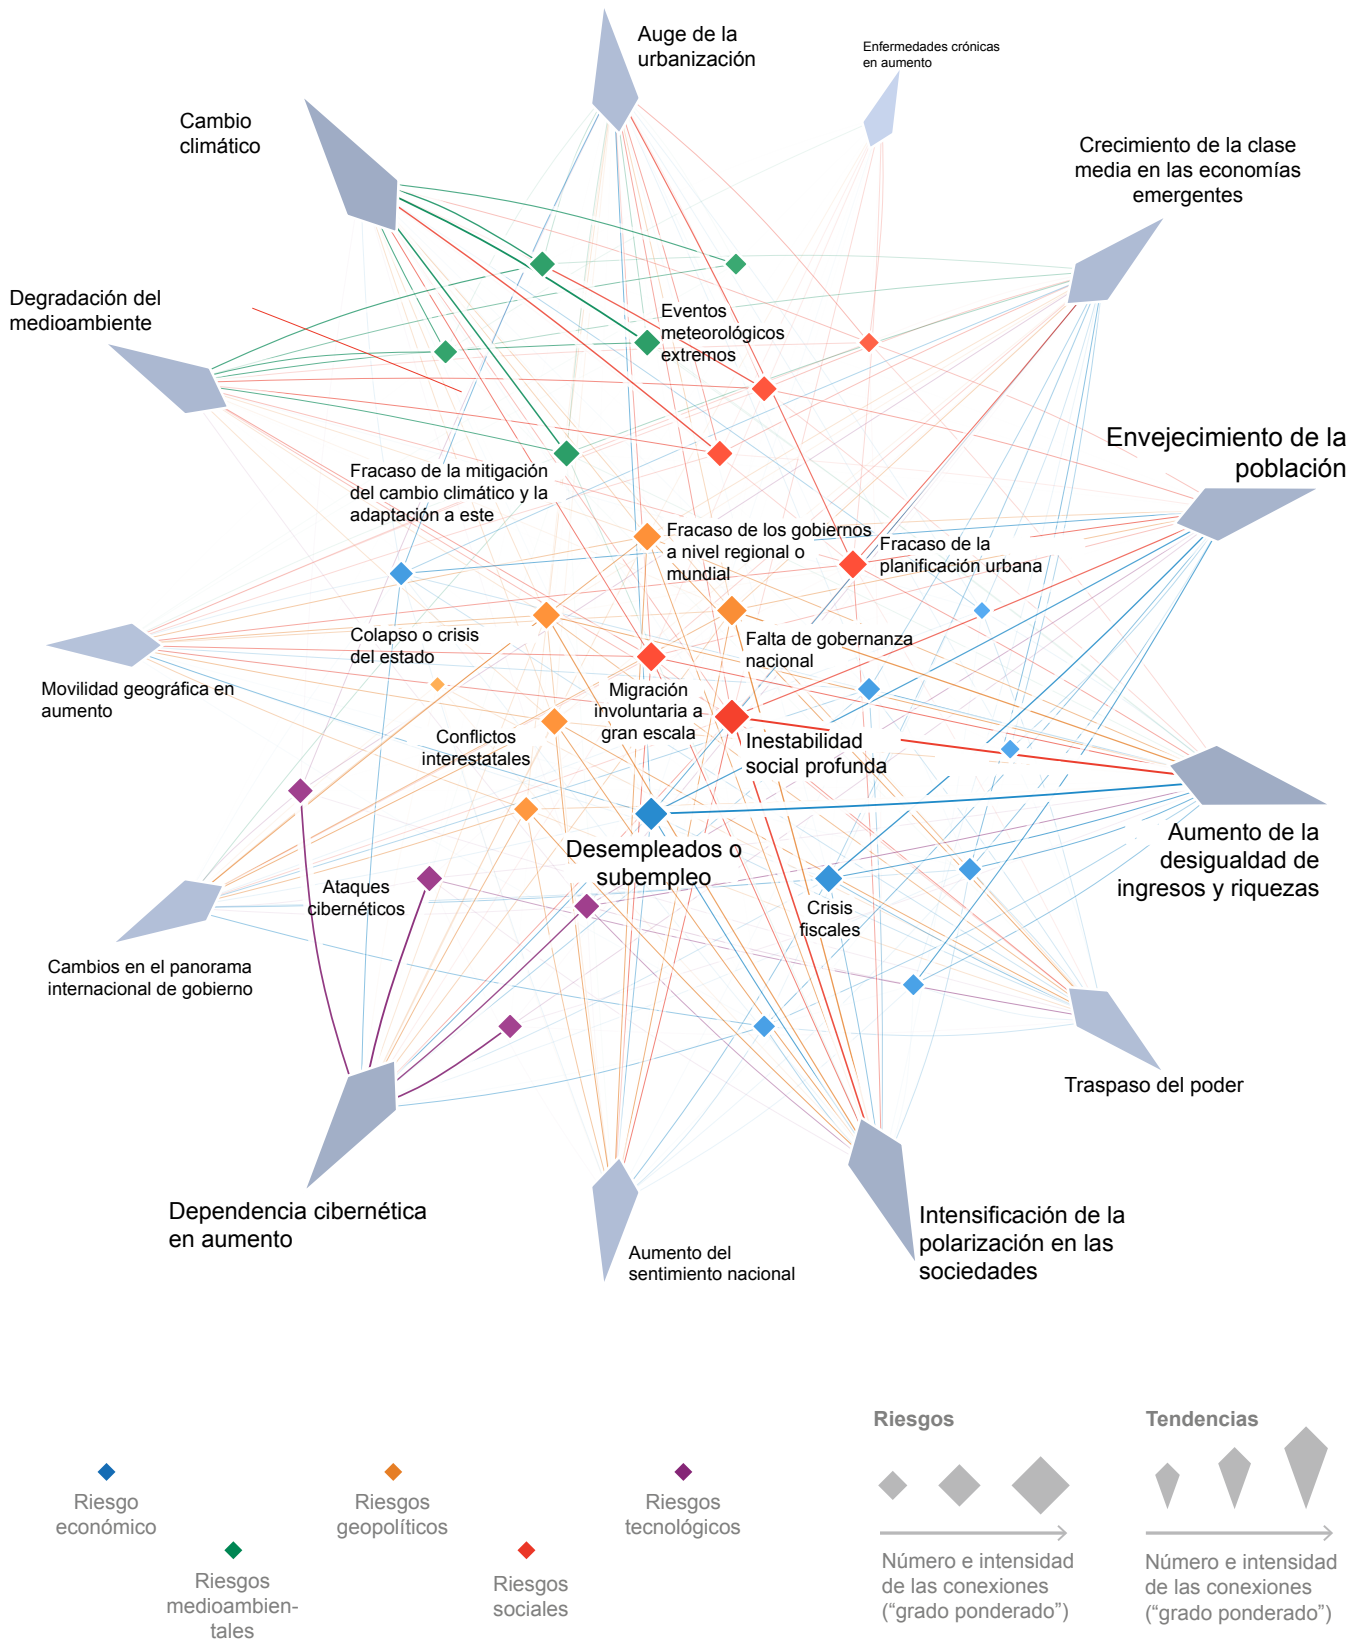 Auge de la
urbanización
Enfermedades crónicas
en aumento
Cambio
climático
Crecimiento de la clase
media en las economías
emergentes
Degradación del
medioambiente
Eventos
meteorológicos
extremos
Envejecimiento de la
población
Fracaso de la mitigación
del cambio climático y la
adaptación a este
Fracaso de los gobiernos
a nivel regional o
mundial
Fracaso de la
planificación urbana
Colapso o crisis
del estado
Falta de gobernanza
nacional
Movilidad geográfica en
aumento
Migración
involuntaria a
gran escala
Conflictos
interestatales
Inestabilidad
social profunda
Desempleados o
subempleo
Aumento de la
desigualdad de
ingresos y riquezas
Ataques
cibernéticos
Crisis
fiscales
Cambios en el panorama
internacional de gobierno
Traspaso del poder
Dependencia cibernética
en aumento
Intensificación de la
polarización en las
sociedades
Aumento del
sentimiento nacional
Riesgos
Tendencias
Riesgo
económico
Riesgos
geopolíticos
Riesgos
tecnológicos
Riesgos
medioambien-
tales
Riesgos
sociales
Número e intensidad
de las conexiones
(“grado ponderado”)
Número e intensidad
de las conexiones
(“grado ponderado”)